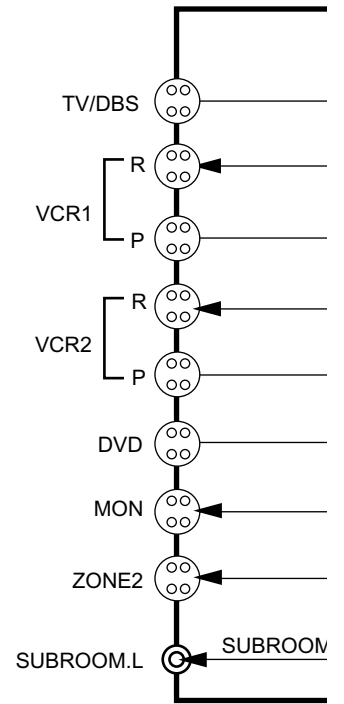 TV/DBS
R
VCR1
P
R
VCR2
P
DVD
MON
ZONE2
SUBROOM
SUBROOM.L